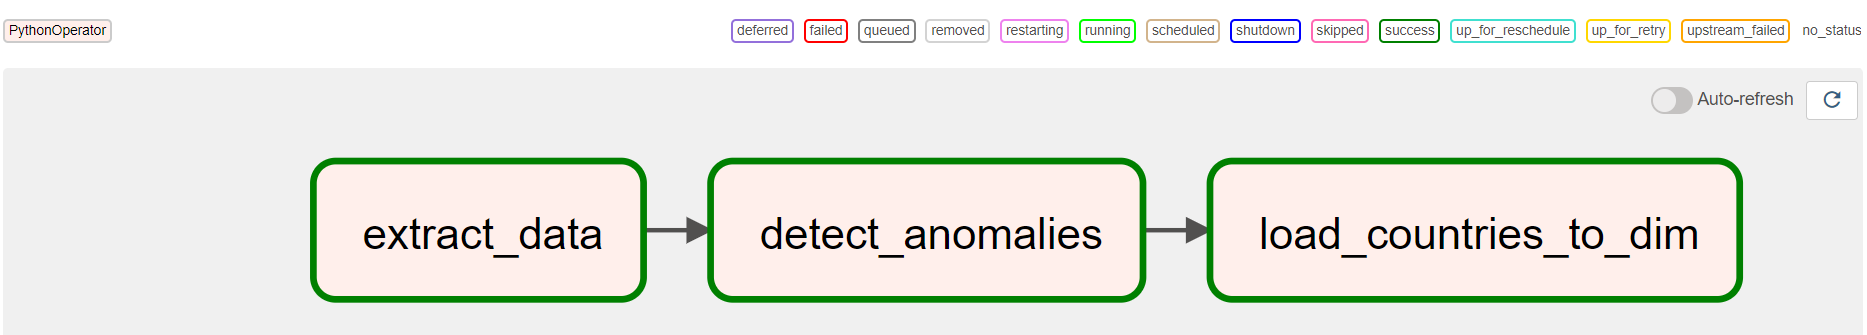 PythonOperator deferred failed queued removed restarting running scheduled shutdown skipped success up_for_reschedule up_for_retry upstream_failed no_status
Auto-refresh
extract_data detect_anomalies load_countries_to_dim